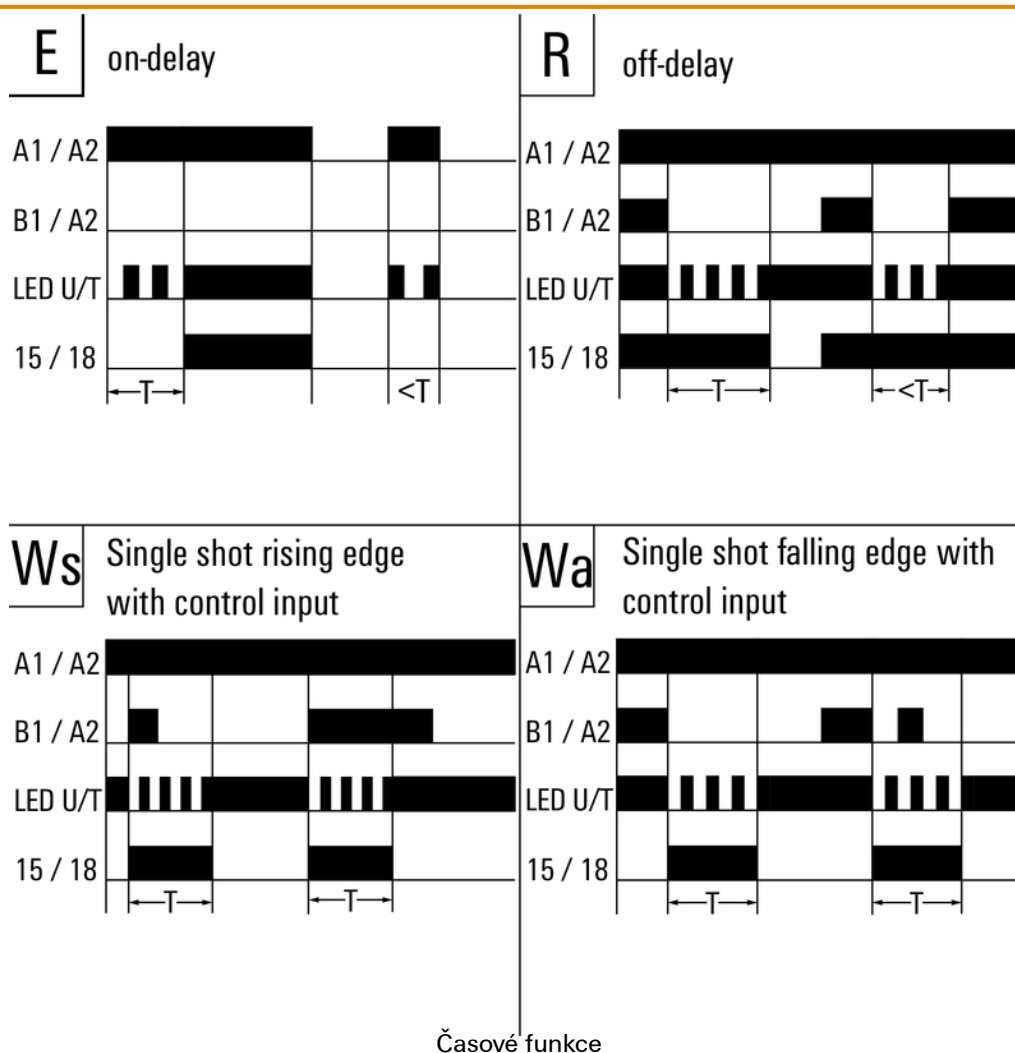 E on-delay
A1 / A2
B1 / A2
LED U/T
15 / 18
T <T
R off-delay
A1 / A2
B1 / A2
LED U/T
15 / 18
T <T
Ws Single shot rising edge
with control input
A1 / A2
B1 / A2
LED U/T
15 / 18
T T
Wa Single shot falling edge with
control input
A1 / A2
B1 / A2
LED U/T
15 / 18
T T
Časové funkce